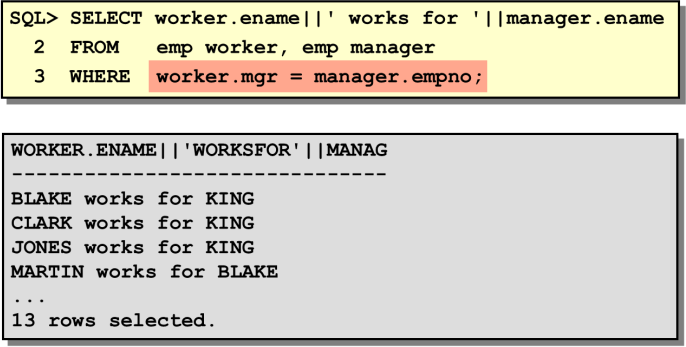 SQL> SELECT worker.ename||' works for '||manager.ename
2 FROM emp worker, emp manager
3 WHERE worker.mgr = manager.empno;
WORKER.ENAME||'WORKSFOR'||MANAG
-------------------------------
BLAKE works for KING
CLARK works for KING
JONES works for KING
MARTIN works for BLAKE
...
13 rows selected.